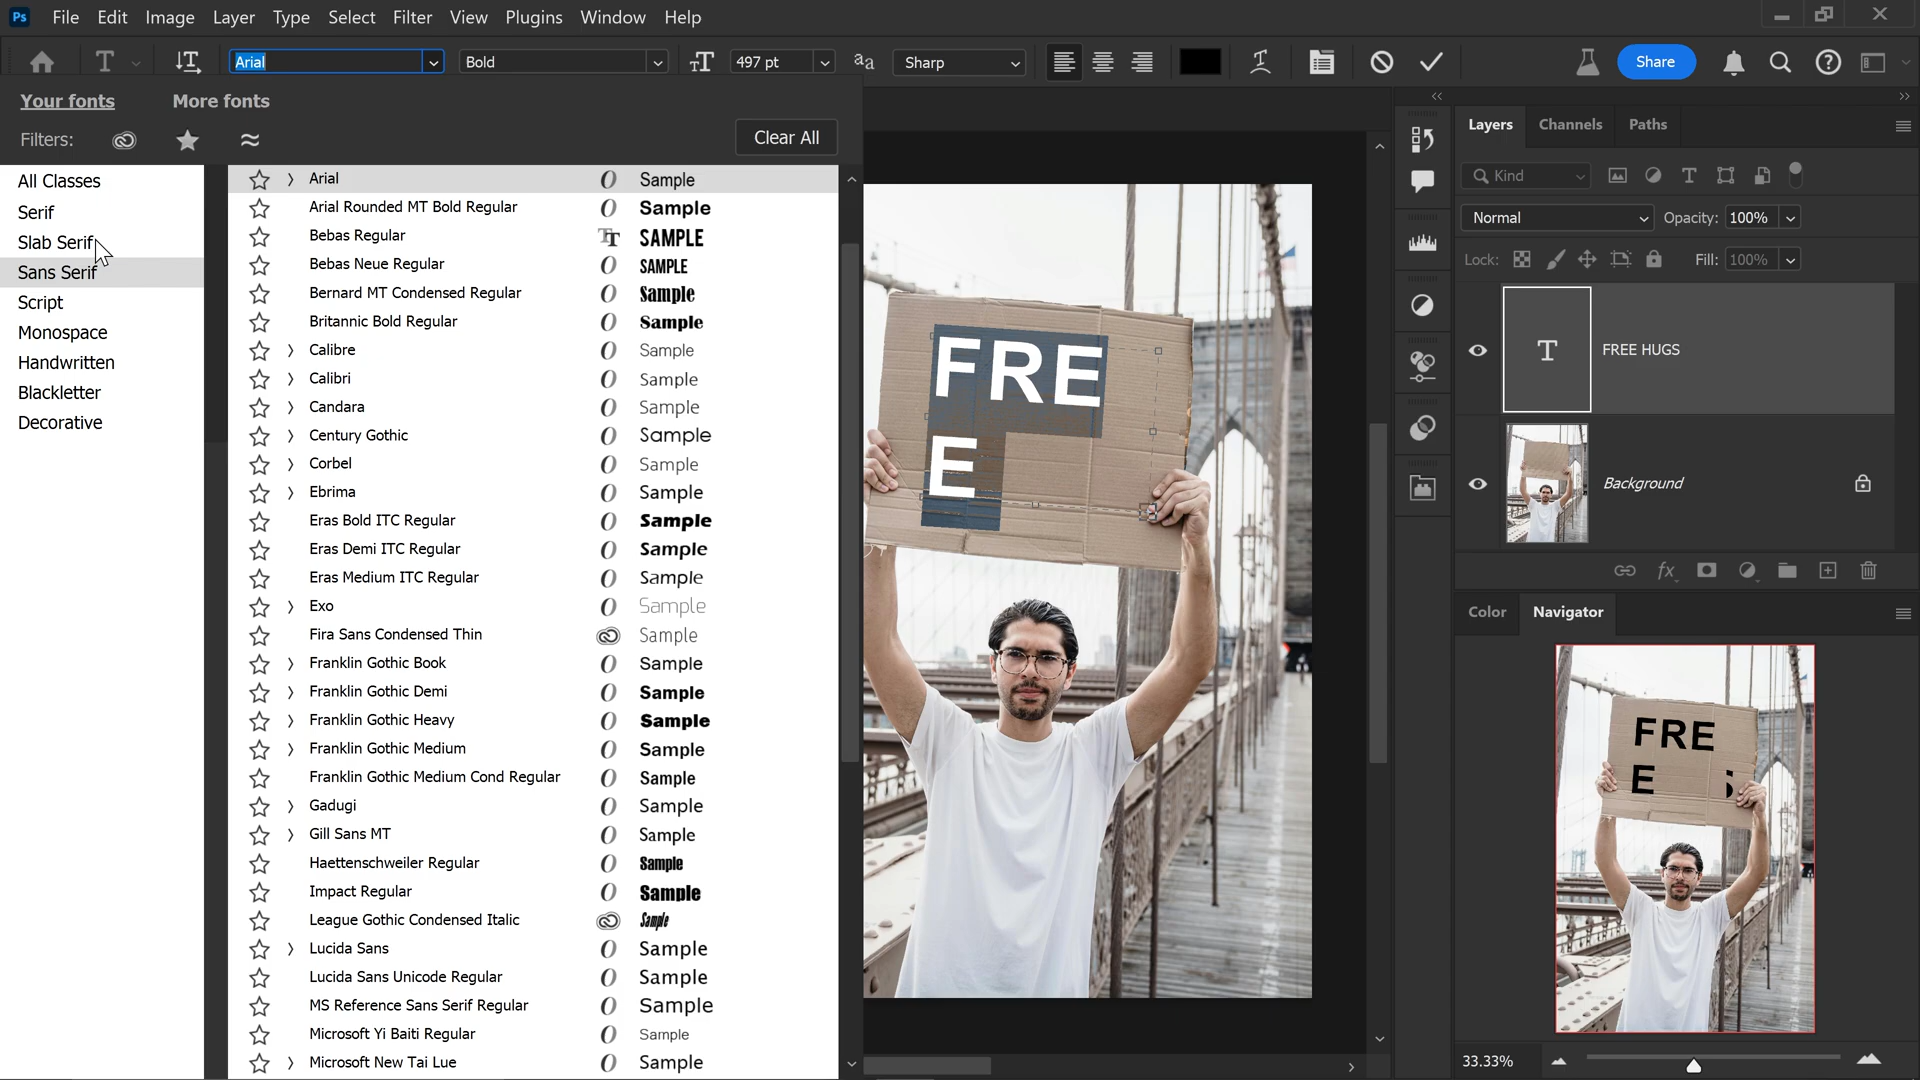 Ps File Edit Image Layer Type Select Filter View Plugins Window Help
Arial Bold 497 pt Sharp Share
Your fonts More fonts
Filters: Clear All
All Classes
Serif
Slab Serif
Sans Serif
Script
Monospace
Handwritten
Blackletter
Decorative
Arial Sample
Arial Rounded MT Bold Regular Sample
Bebas Regular SAMPLE
Bebas Neue Regular SAMPLE
Bernard MT Condensed Regular Sample
Britannic Bold Regular Sample
Calibre Sample
Calibri Sample
Candara Sample
Century Gothic Sample
Corbel Sample
Ebrima Sample
Eras Bold ITC Regular Sample
Eras Demi ITC Regular Sample
Eras Medium ITC Regular Sample
Exo Sample
Fira Sans Condensed Thin Sample
Franklin Gothic Book Sample
Franklin Gothic Demi Sample
Franklin Gothic Heavy Sample
Franklin Gothic Medium Sample
Franklin Gothic Medium Cond Regular Sample
Gadugi Sample
Gill Sans MT Sample
Haettenschweiler Regular Sample
Impact Regular Sample
League Gothic Condensed Italic Sample
Lucida Sans Sample
Lucida Sans Unicode Regular Sample
MS Reference Sans Serif Regular Sample
Microsoft Yi Baiti Regular Sample
Microsoft New Tai Lue Sample
FRE
E
Layers Channels Paths
Kind
Normal Opacity: 100%
Lock: Fill: 100%
FREE HUGS
Background
Color Navigator
FRE
E
33.33%